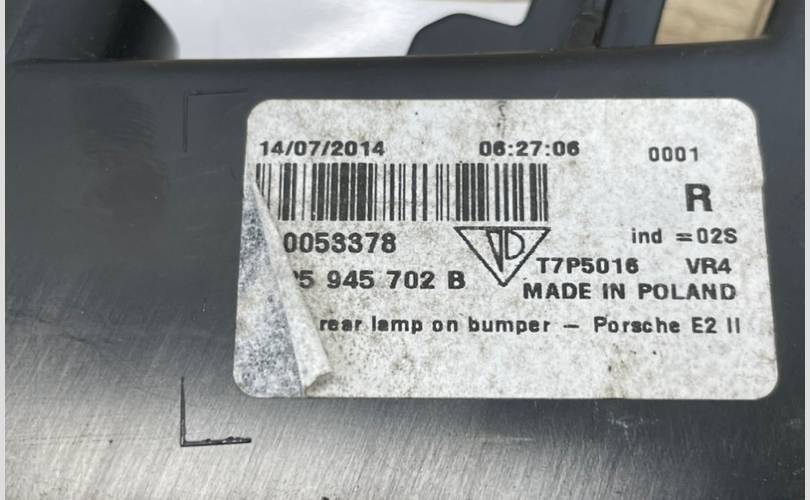 14/07/2014 06:27:06 0001
R
0053378 ind =02S
5 945 702 B T7P5016 VR4
MADE IN POLAND
rear lamp on bumper – Porsche E2 II